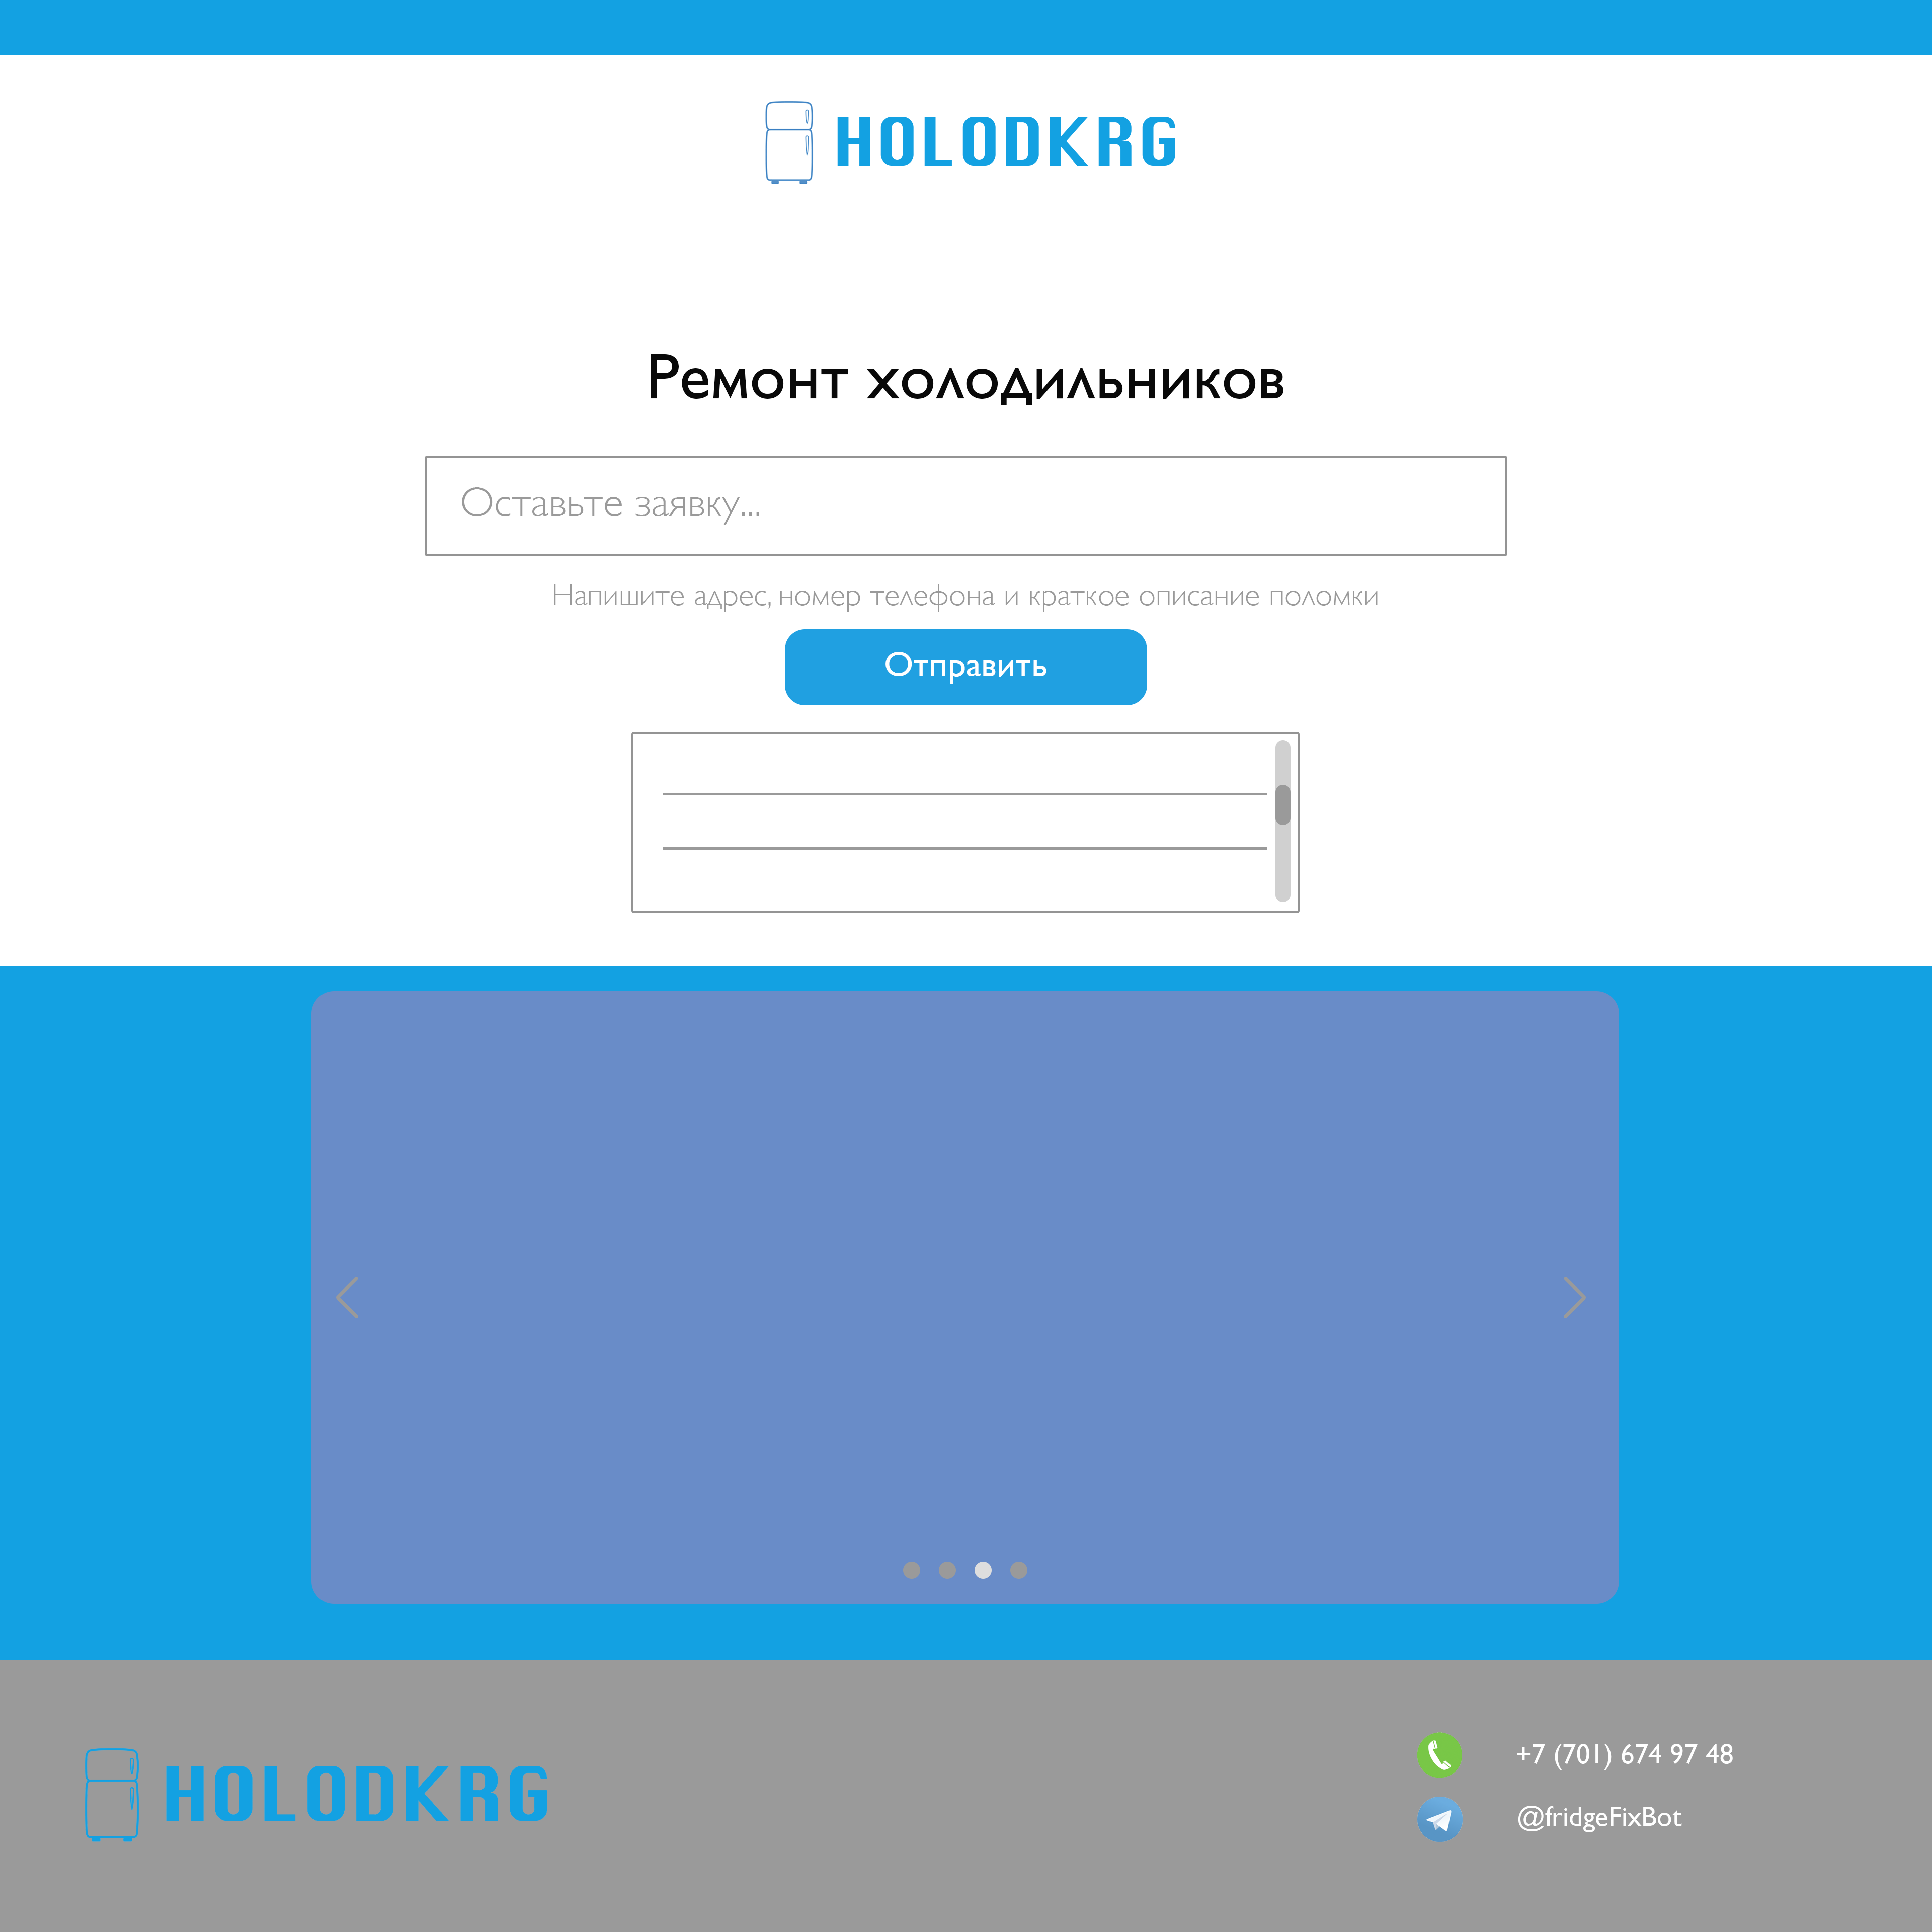 HOLODKRG
Ремонт холодильников
Оставьте заявку...
Напишите адрес, номер телефона и краткое описание поломки
Отправить
HOLODKRG
+7 (701) 674 97 48
@fridgeFixBot